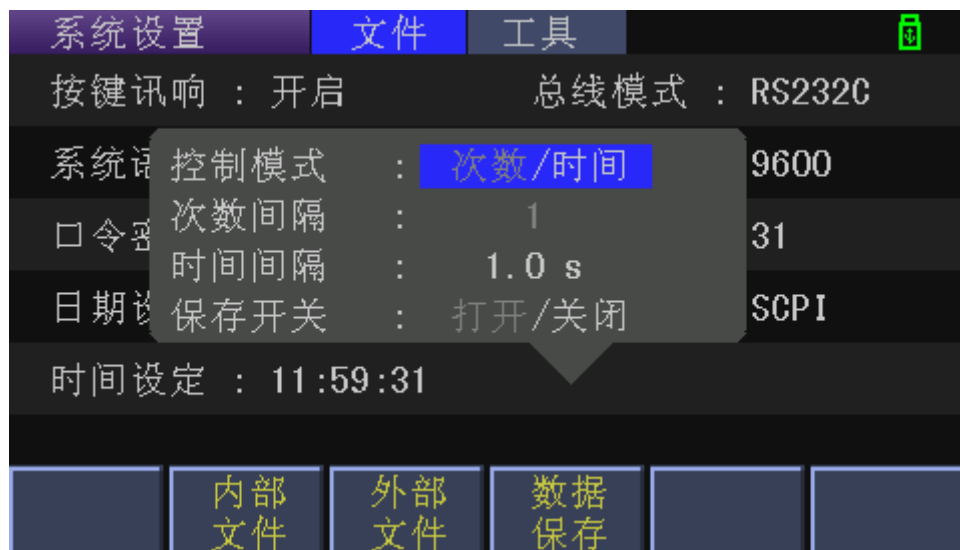 系统设置 文件 工具
按键讯响 : 开启 总线模式 : RS232C
系统语 9600
控制模式 : 次数/时间
次数间隔 : 1
口令密 31
时间间隔 : 1.0 s
日期设 SCPI
保存开关 : 打开/关闭
时间设定 : 11:59:31
内部文件 外部文件 数据保存